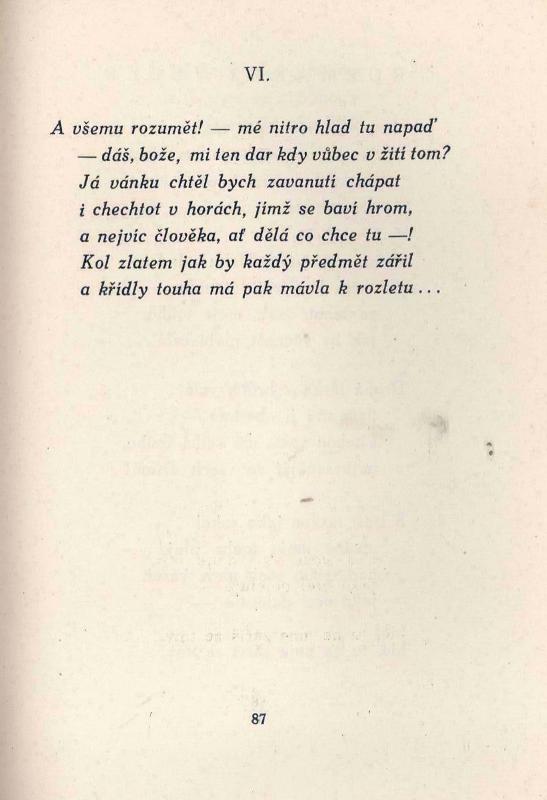 VI.
A všemu rozumět! — mé nitro hlad tu napaď
— dáš, bože, mi ten dar kdy vůbec v žití tom?
Já vánku chtěl bych zavanutí chápat
i chechtot v horách, jímž se baví hrom,
a nejvíc člověka, ať dělá co chce tu —!
Kol zlatem jak by každý předmět zářil
a křídly touha má pak mávla k rozletu...
87